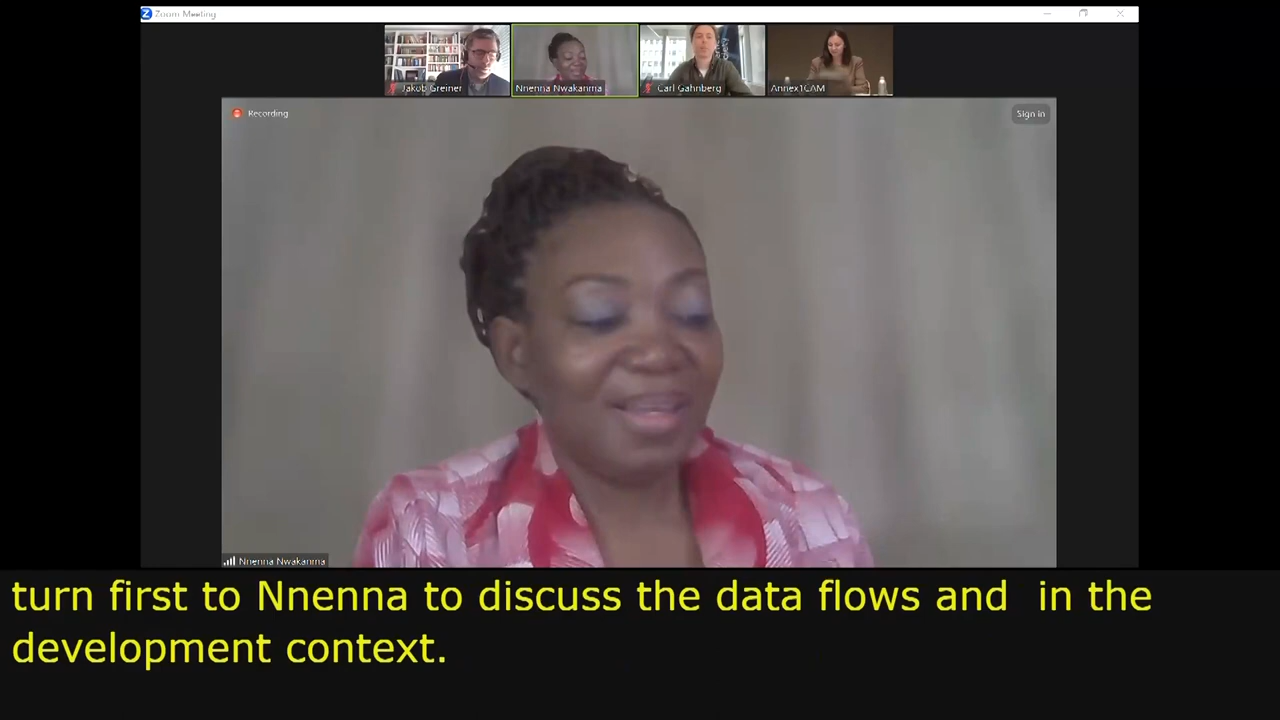 Zoom Meeting
Jakob Greiner
Nnenna Nwakanma
Carl Gahnberg
Annex1CAM
Recording
Sign in
Nnenna Nwakanma
turn first to Nnenna to discuss the data flows and  in the
development context.